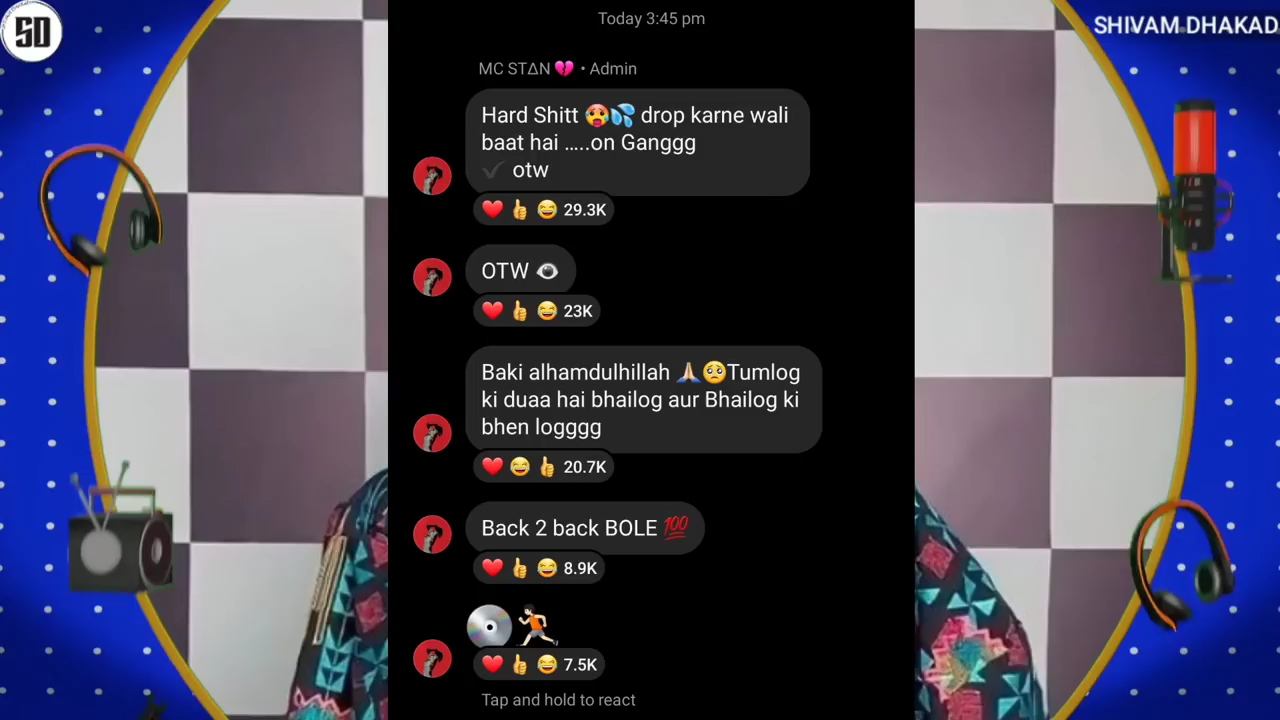 SD
SHIVAM DHAKAD
Today 3:45 pm
MC STΔN 💔 • Admin
Hard Shitt 🥵💦 drop karne wali
baat hai .....on Ganggg
✔️ otw
❤️ 👍 😂 29.3K
OTW 👁️
❤️ 👍 😂 23K
Baki alhamdulhillah 🙏🏻🥺Tumlog
ki duaa hai bhailog aur Bhailog ki
bhen logggg
❤️ 😂 👍 20.7K
Back 2 back BOLE 💯
❤️ 👍 😂 8.9K
💿🏃🏻
❤️ 👍 😂 7.5K
Tap and hold to react